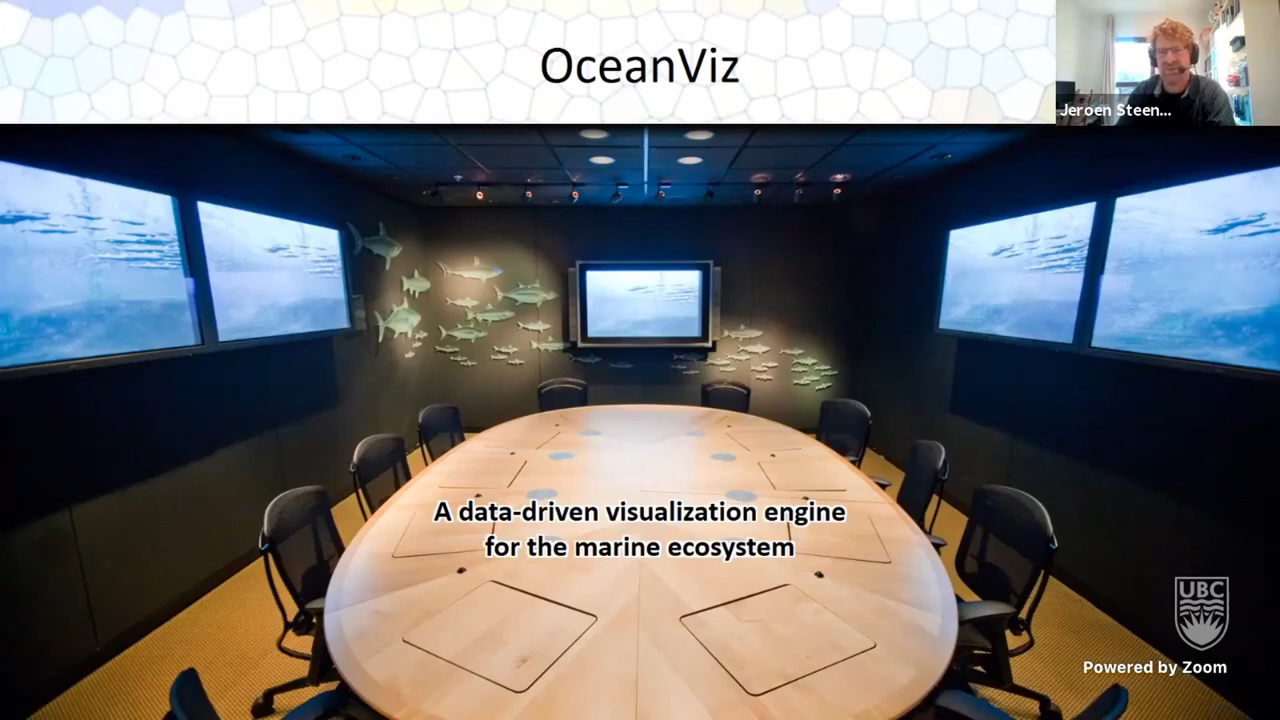 OceanViz
Jeroen Steen...
A data-driven visualization engine
for the marine ecosystem
UBC
Powered by Zoom